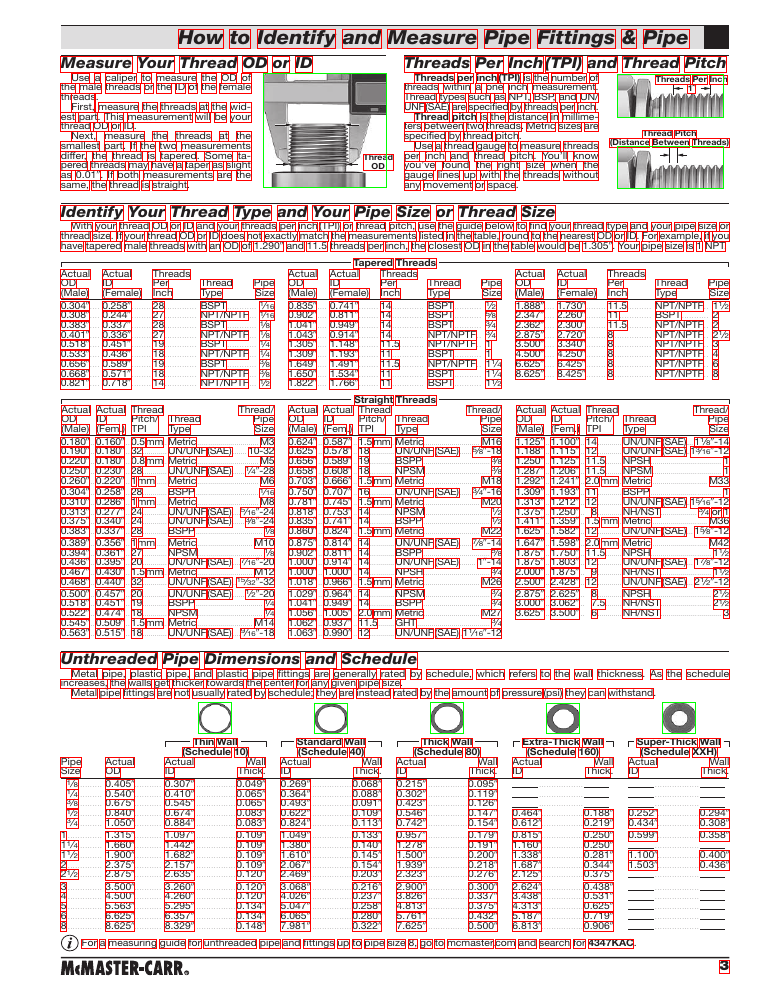 How to Identify and Measure Pipe Fittings & Pipe
Measure Your Thread OD or ID
Use a caliper to measure the OD of
the male threads or the ID of the female
threads.
First, measure the threads at the wid-
est part. This measurement will be your
thread OD or ID.
Next, measure the threads at the
smallest part. If the two measurements
differ, the thread is tapered. Some ta-
pered threads may have a taper as slight
as 0.01". If both measurements are the
same, the thread is straight.
Thread
OD
Threads Per Inch (TPI) and Thread Pitch
Threads per inch (TPI) is the number of
threads within a one inch measurement.
Thread types such as NPT, BSP, and UN/
UNF (SAE) are specified by threads per inch.
Thread pitch is the distance in millime-
ters between two threads. Metric sizes are
specified by thread pitch.
Use a thread gauge to measure threads
per inch and thread pitch. You'll know
you've found the right size when the
gauge lines up with the threads without
any movement or space.
Threads Per Inch
1
Thread Pitch
(Distance Between Threads)
Identify Your Thread Type and Your Pipe Size or Thread Size
With your thread OD or ID and your threads per inch (TPI) or thread pitch, use the guide below to find your thread type and your pipe size or
thread size. If your thread OD or ID does not exactly match the measurements listed in the table, round to the nearest OD or ID. For example, if you
have tapered male threads with an OD of 1.290" and 11.5 threads per inch, the closest OD in the table would be 1.305". Your pipe size is 1 NPT
Tapered Threads
Actual Actual Threads Actual Actual Threads Actual Actual Threads
OD ID Per Thread Pipe OD ID Per Thread Pipe OD ID Per Thread Pipe
(Male) (Female) Inch Type Size (Male) (Female) Inch Type Size (Male) (Female) Inch Type Size
0.304" 0.258" 28 BSPT 1⁄16 0.835" 0.741" 14 BSPT ½ 1.888" 1.730" 11.5 NPT/NPTF 1½
0.308" 0.244" 27 NPT/NPTF 1⁄16 0.902" 0.811" 14 BSPT ⅝ 2.347" 2.260" 11 BSPT 2
0.383" 0.337" 28 BSPT ⅛ 1.041" 0.949" 14 BSPT ¾ 2.362" 2.300" 11.5 NPT/NPTF 2
0.401" 0.336" 27 NPT/NPTF ⅛ 1.043" 0.914" 14 NPT/NPTF ¾ 2.875" 2.720" 8 NPT/NPTF 2½
0.518" 0.451" 19 BSPT ¼ 1.305" 1.148" 11.5 NPT/NPTF 1 3.500" 3.340" 8 NPT/NPTF 3
0.533" 0.436" 18 NPT/NPTF ¼ 1.309" 1.193" 11 BSPT 1 4.500" 4.250" 8 NPT/NPTF 4
0.656" 0.589" 19 BSPT ⅜ 1.649" 1.491" 11.5 NPT/NPTF 1¼ 6.625" 6.425" 8 NPT/NPTF 6
0.668" 0.571" 18 NPT/NPTF ⅜ 1.650" 1.534" 11 BSPT 1¼ 8.625" 8.425" 8 NPT/NPTF 8
0.821" 0.718" 14 NPT/NPTF ½ 1.822" 1.766" 11 BSPT 1½
Straight Threads
Actual Actual Thread Thread/ Actual Actual Thread Thread/ Actual Actual Thread Thread/
OD ID Pitch/ Thread Pipe OD ID Pitch/ Thread Pipe OD ID Pitch/ Thread Pipe
(Male) (Fem.) TPI Type Size (Male) (Fem.) TPI Type Size (Male) (Fem.) TPI Type Size
0.180" 0.160" 0.5 mm Metric M3 0.624" 0.587" 1.5 mm Metric M16 1.125" 1.100" 14 UN/UNF (SAE) 1⅛"-14
0.190" 0.180" 32 UN/UNF (SAE) 10-32 0.625" 0.578" 18 UN/UNF (SAE) ⅝"-18 1.188" 1.115" 12 UN/UNF (SAE) 1 3⁄16"-12
0.220" 0.180" 0.8 mm Metric M5 0.656" 0.589" 19 BSPP ⅜ 1.250" 1.125" 11.5 NPSH 1
0.250" 0.230" 28 UN/UNF (SAE) ¼"-28 0.658" 0.608" 18 NPSM ⅜ 1.287" 1.206" 11.5 NPSM 1
0.260" 0.220" 1 mm Metric M6 0.703" 0.666" 1.5 mm Metric M18 1.292" 1.241" 2.0 mm Metric M33
0.304" 0.258" 28 BSPP 1⁄16 0.750" 0.707" 16 UN/UNF (SAE) ¾"-16 1.309" 1.193" 11 BSPP 1
0.310" 0.286" 1 mm Metric M8 0.781" 0.745" 1.5 mm Metric M20 1.313" 1.212" 12 UN/UNF (SAE) 1 5⁄16"-12
0.313" 0.277" 24 UN/UNF (SAE) 5⁄16"-24 0.818" 0.753" 14 NPSM ½ 1.375" 1.250" 8 NH/NST ¾ or 1
0.375" 0.340" 24 UN/UNF (SAE) ⅜"-24 0.835" 0.741" 14 BSPP ½ 1.411" 1.359" 1.5 mm Metric M36
0.383" 0.337" 28 BSPP ⅛ 0.860" 0.824" 1.5 mm Metric M22 1.625" 1.582" 12 UN/UNF (SAE) 1⅝"-12
0.389" 0.356" 1 mm Metric M10 0.875" 0.814" 14 UN/UNF (SAE) ⅞"-14 1.647" 1.598" 2.0 mm Metric M42
0.394" 0.361" 27 NPSM ⅛ 0.902" 0.811" 14 BSPP ⅝ 1.875" 1.750" 11.5 NPSH 1½
0.436" 0.395" 20 UN/UNF (SAE) 7⁄16"-20 1.000" 0.914" 14 UN/UNF (SAE) 1"-14 1.875" 1.803" 12 UN/UNF (SAE) 1⅞"-12
0.467" 0.430" 1.5 mm Metric M12 1.000" 1.000" 14 NPSM ¾ 2.000" 1.875" 9 NH/NST 1½
0.468" 0.440" 32 UN/UNF (SAE) 15⁄32"-32 1.018" 0.966" 1.5 mm Metric M26 2.500" 2.428" 12 UN/UNF (SAE) 2½"-12
0.500" 0.457" 20 UN/UNF (SAE) ½"-20 1.029" 0.964" 14 NPSM ¾ 2.875" 2.625" 8 NPSH 2½
0.518" 0.451" 19 BSPP ¼ 1.041" 0.949" 14 BSPP ¾ 3.000" 3.062" 7.5 NH/NST 2½
0.522" 0.474" 18 NPSM ¼ 1.056" 1.005" 2.0 mm Metric M27 3.625" 3.500" 6 NH/NST 3
0.545" 0.509" 1.5 mm Metric M14 1.062" 0.937" 11.5 GHT ¾
0.563" 0.515" 18 UN/UNF (SAE) 9⁄16"-18 1.063" 0.990" 12 UN/UNF (SAE) 1 1⁄16"-12
Unthreaded Pipe Dimensions and Schedule
Metal pipe, plastic pipe, and plastic pipe fittings are generally rated by schedule, which refers to the wall thickness. As the schedule
increases, the walls get thicker towards the center for any given pipe size.
Metal pipe fittings are not usually rated by schedule; they are instead rated by the amount of pressure (psi) they can withstand.
Thin Wall Standard Wall Thick Wall Extra-Thick Wall Super-Thick Wall
(Schedule 10) (Schedule 40) (Schedule 80) (Schedule 160) (Schedule XXH)
Pipe Actual Actual Wall Actual Wall Actual Wall Actual Wall Actual Wall
Size OD ID Thick. ID Thick. ID Thick. ID Thick. ID Thick.
⅛ 0.405" 0.307" 0.049" 0.269" 0.068" 0.215" 0.095" ____ ____ ____ ____
¼ 0.540" 0.410" 0.065" 0.364" 0.088" 0.302" 0.119" ____ ____ ____ ____
⅜ 0.675" 0.545" 0.065" 0.493" 0.091" 0.423" 0.126" ____ ____ ____ ____
½ 0.840" 0.674" 0.083" 0.622" 0.109" 0.546" 0.147" 0.464" 0.188" 0.252" 0.294"
¾ 1.050" 0.884" 0.083" 0.824" 0.113" 0.742" 0.154" 0.612" 0.219" 0.434" 0.308"
1 1.315" 1.097" 0.109" 1.049" 0.133" 0.957" 0.179" 0.815" 0.250" 0.599" 0.358"
1¼ 1.660" 1.442" 0.109" 1.380" 0.140" 1.278" 0.191" 1.160" 0.250" ____ ____
1½ 1.900" 1.682" 0.109" 1.610" 0.145" 1.500" 0.200" 1.338" 0.281" 1.100" 0.400"
2 2.375" 2.157" 0.109" 2.067" 0.154" 1.939" 0.218" 1.687" 0.344" 1.503" 0.436"
2½ 2.875" 2.635" 0.120" 2.469" 0.203" 2.323" 0.276" 2.125" 0.375" ____ ____
3 3.500" 3.260" 0.120" 3.068" 0.216" 2.900" 0.300" 2.624" 0.438" ____ ____
4 4.500" 4.260" 0.120" 4.026" 0.237" 3.826" 0.337" 3.438" 0.531" ____ ____
5 5.563" 5.295" 0.134" 5.047" 0.258" 4.813" 0.375" 4.313" 0.625" ____ ____
6 6.625" 6.357" 0.134" 6.065" 0.280" 5.761" 0.432" 5.187" 0.719" ____ ____
8 8.625" 8.329" 0.148" 7.981" 0.322" 7.625" 0.500" 6.813" 0.906" ____ ____
i For a measuring guide for unthreaded pipe and fittings up to pipe size 8, go to mcmaster.com and search for 4347KAC.
McMASTER-CARR® 3